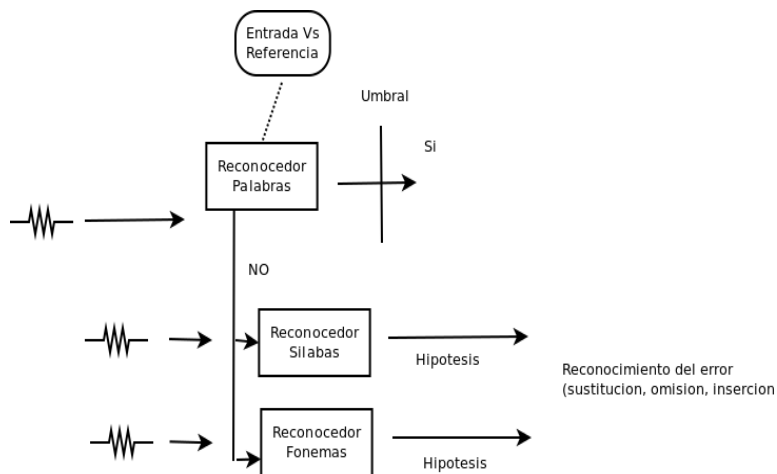 Entrada Vs
Referencia
Umbral
Reconocedor
Palabras
Si
NO
Reconocedor
Silabas
Hipotesis
Reconocimiento del error
(sustitucion, omision, insercion
Reconocedor
Fonemas
Hipotesis